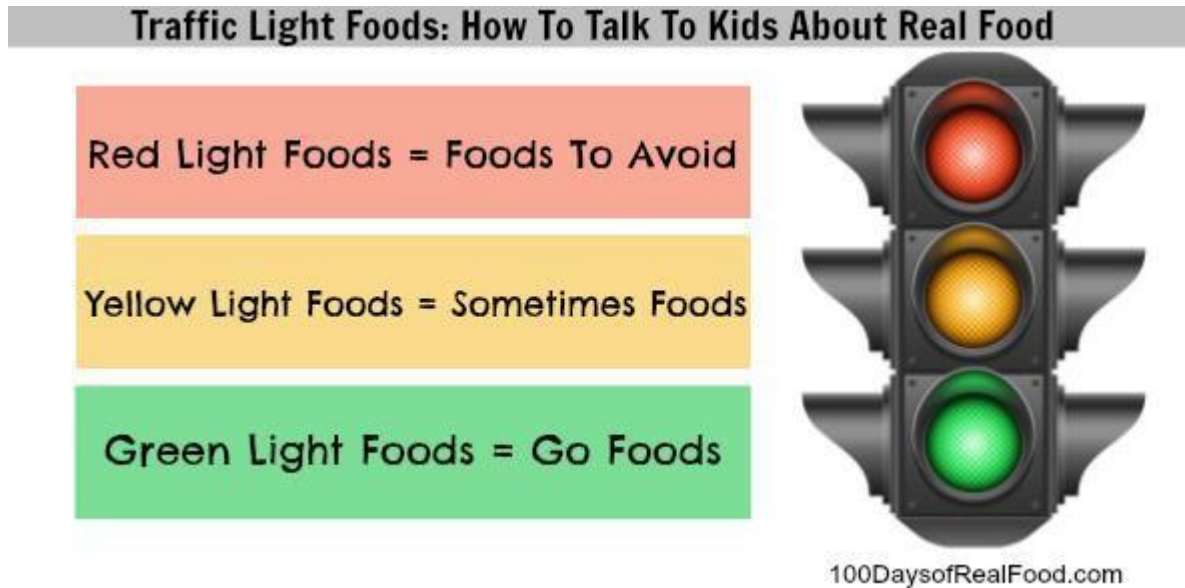 Traffic Light Foods: How To Talk To Kids About Real Food
Red Light Foods = Foods To Avoid
Yellow Light Foods = Sometimes Foods
Green Light Foods = Go Foods
100DaysofRealFood.com